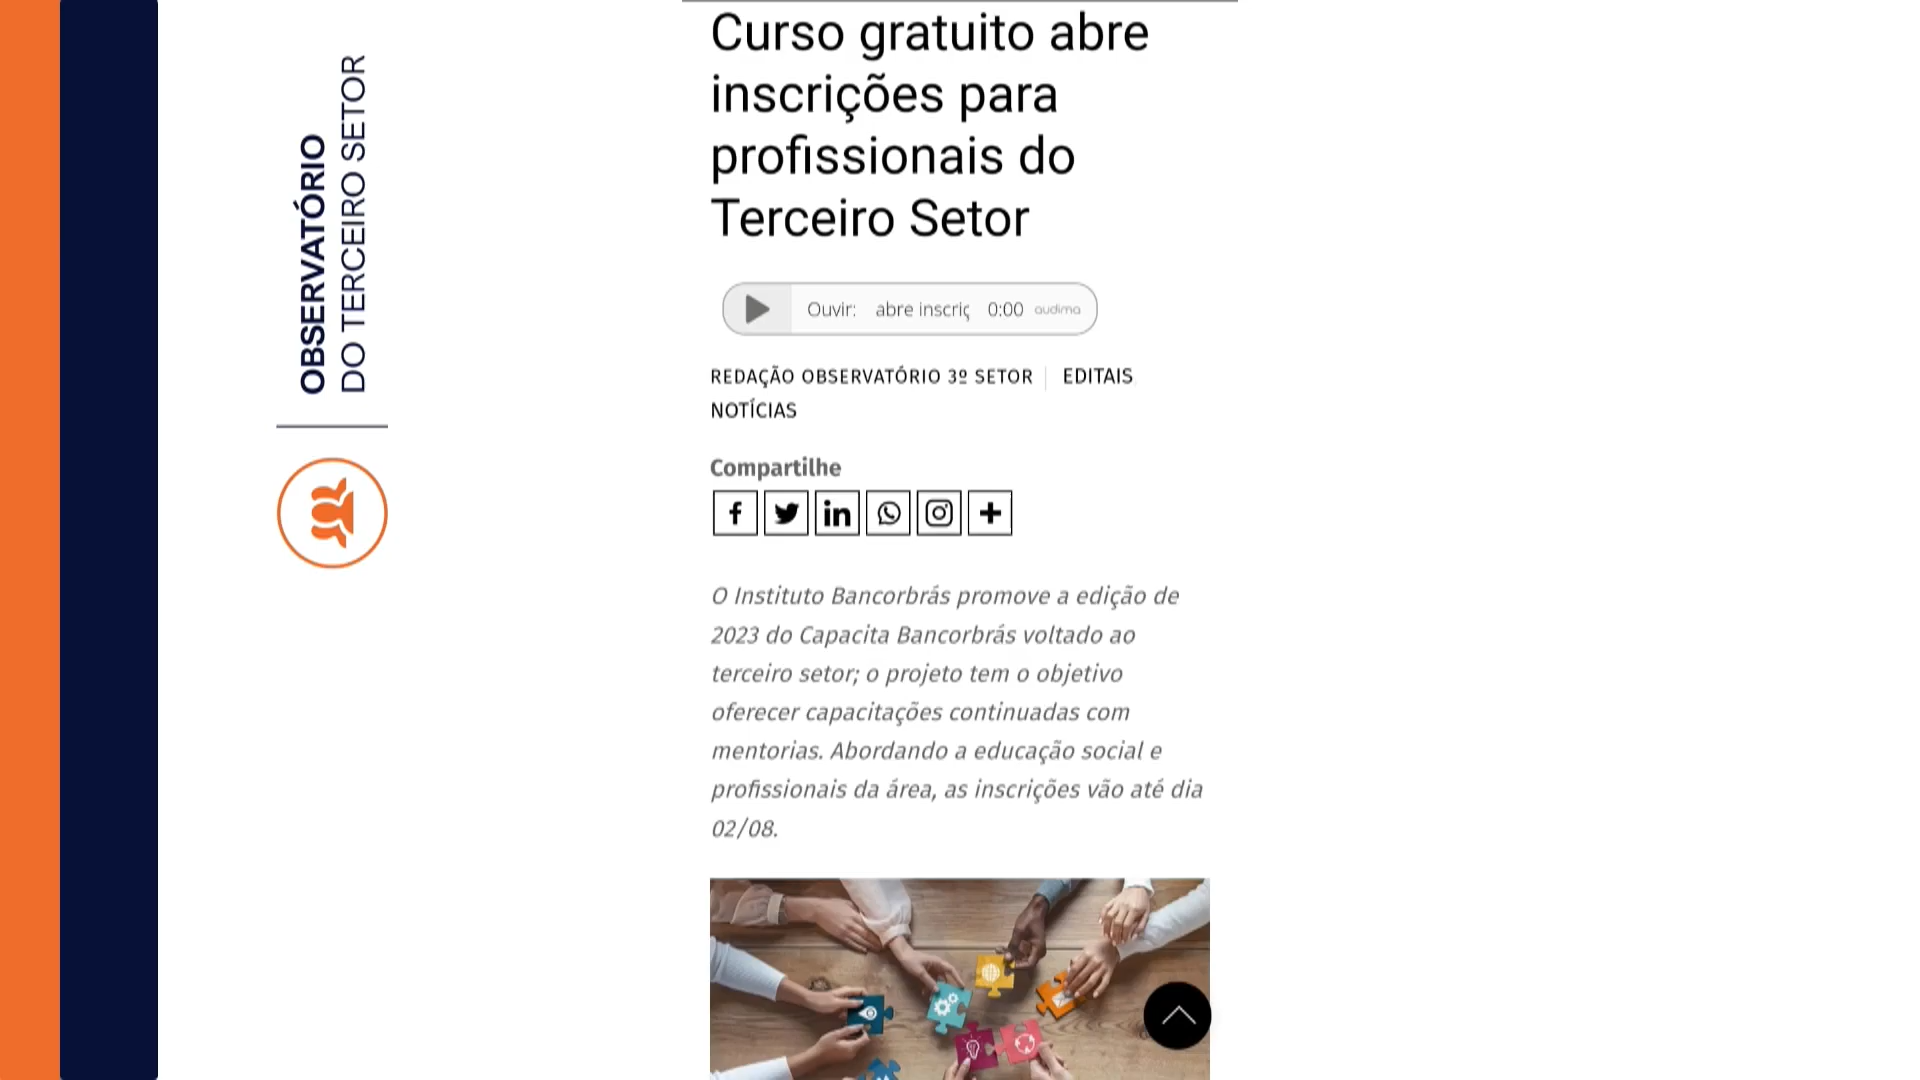 OBSERVATÓRIO
DO TERCEIRO SETOR
Curso gratuito abre
inscrições para
profissionais do
Terceiro Setor
Ouvir: abre inscriç 0:00 audima
REDAÇÃO OBSERVATÓRIO 3º SETOR EDITAIS
NOTÍCIAS
Compartilhe
O Instituto Bancorbrás promove a edição de
2023 do Capacita Bancorbrás voltado ao
terceiro setor; o projeto tem o objetivo
oferecer capacitações continuadas com
mentorias. Abordando a educação social e
profissionais da área, as inscrições vão até dia
02/08.